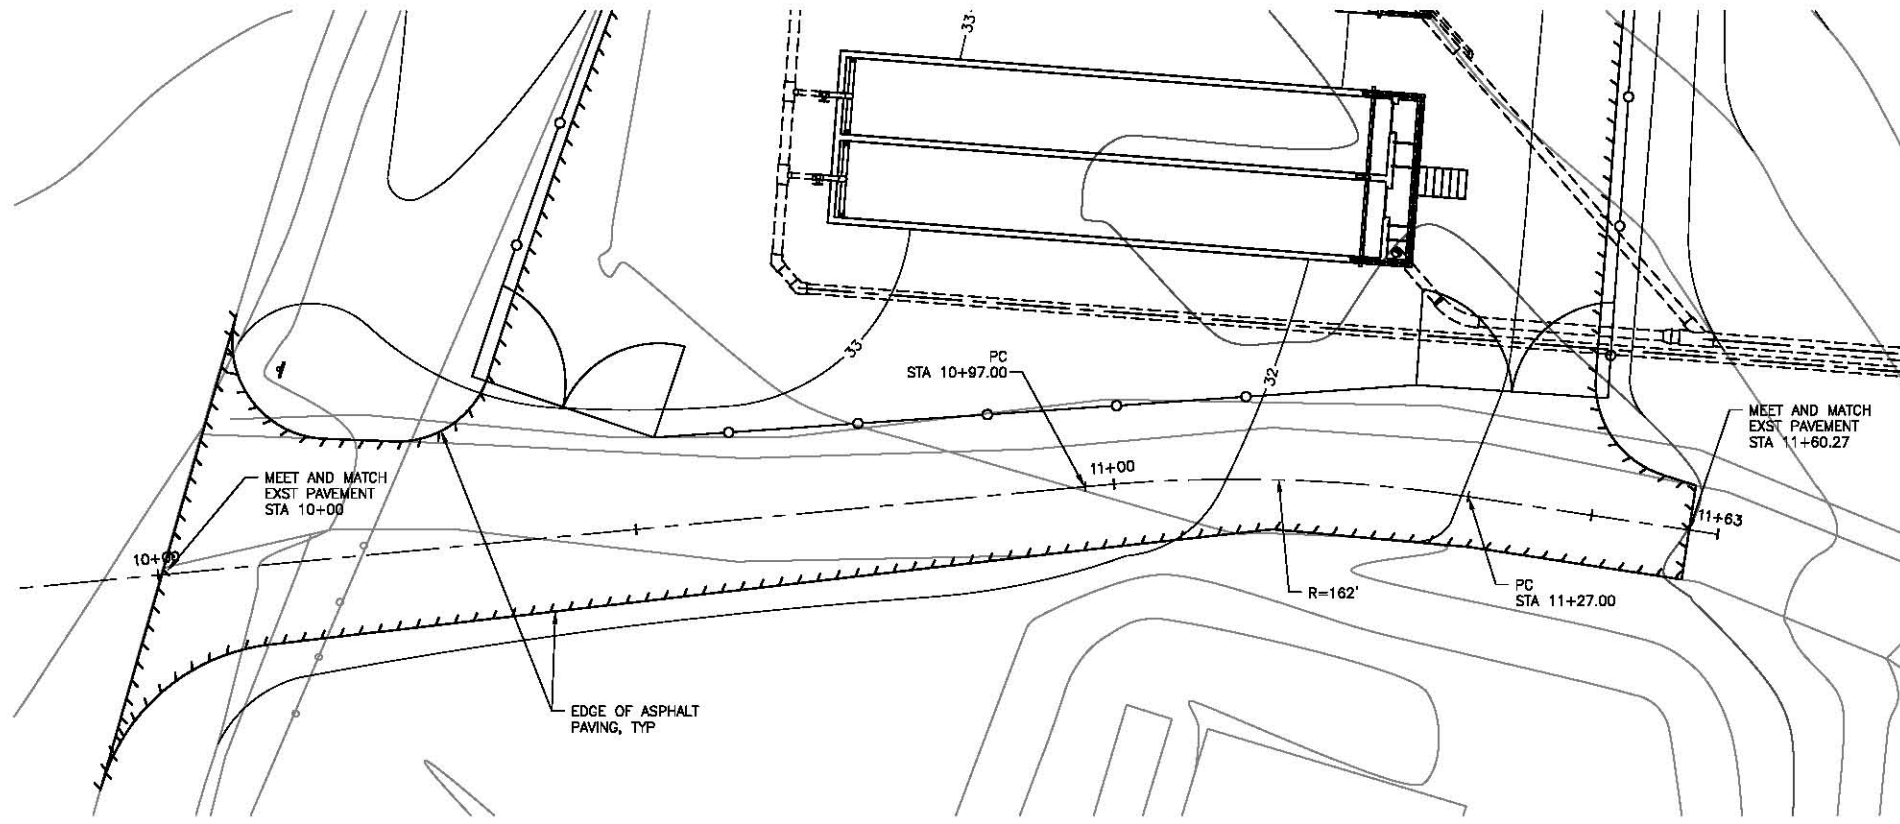 33
33
PC
STA 10+97.00
32
MEET AND MATCH
EXST PAVEMENT
STA 11+60.27
11+00
MEET AND MATCH
EXST PAVEMENT
STA 10+00
11+63
10+00
R=162'
PC
STA 11+27.00
EDGE OF ASPHALT
PAVING, TYP